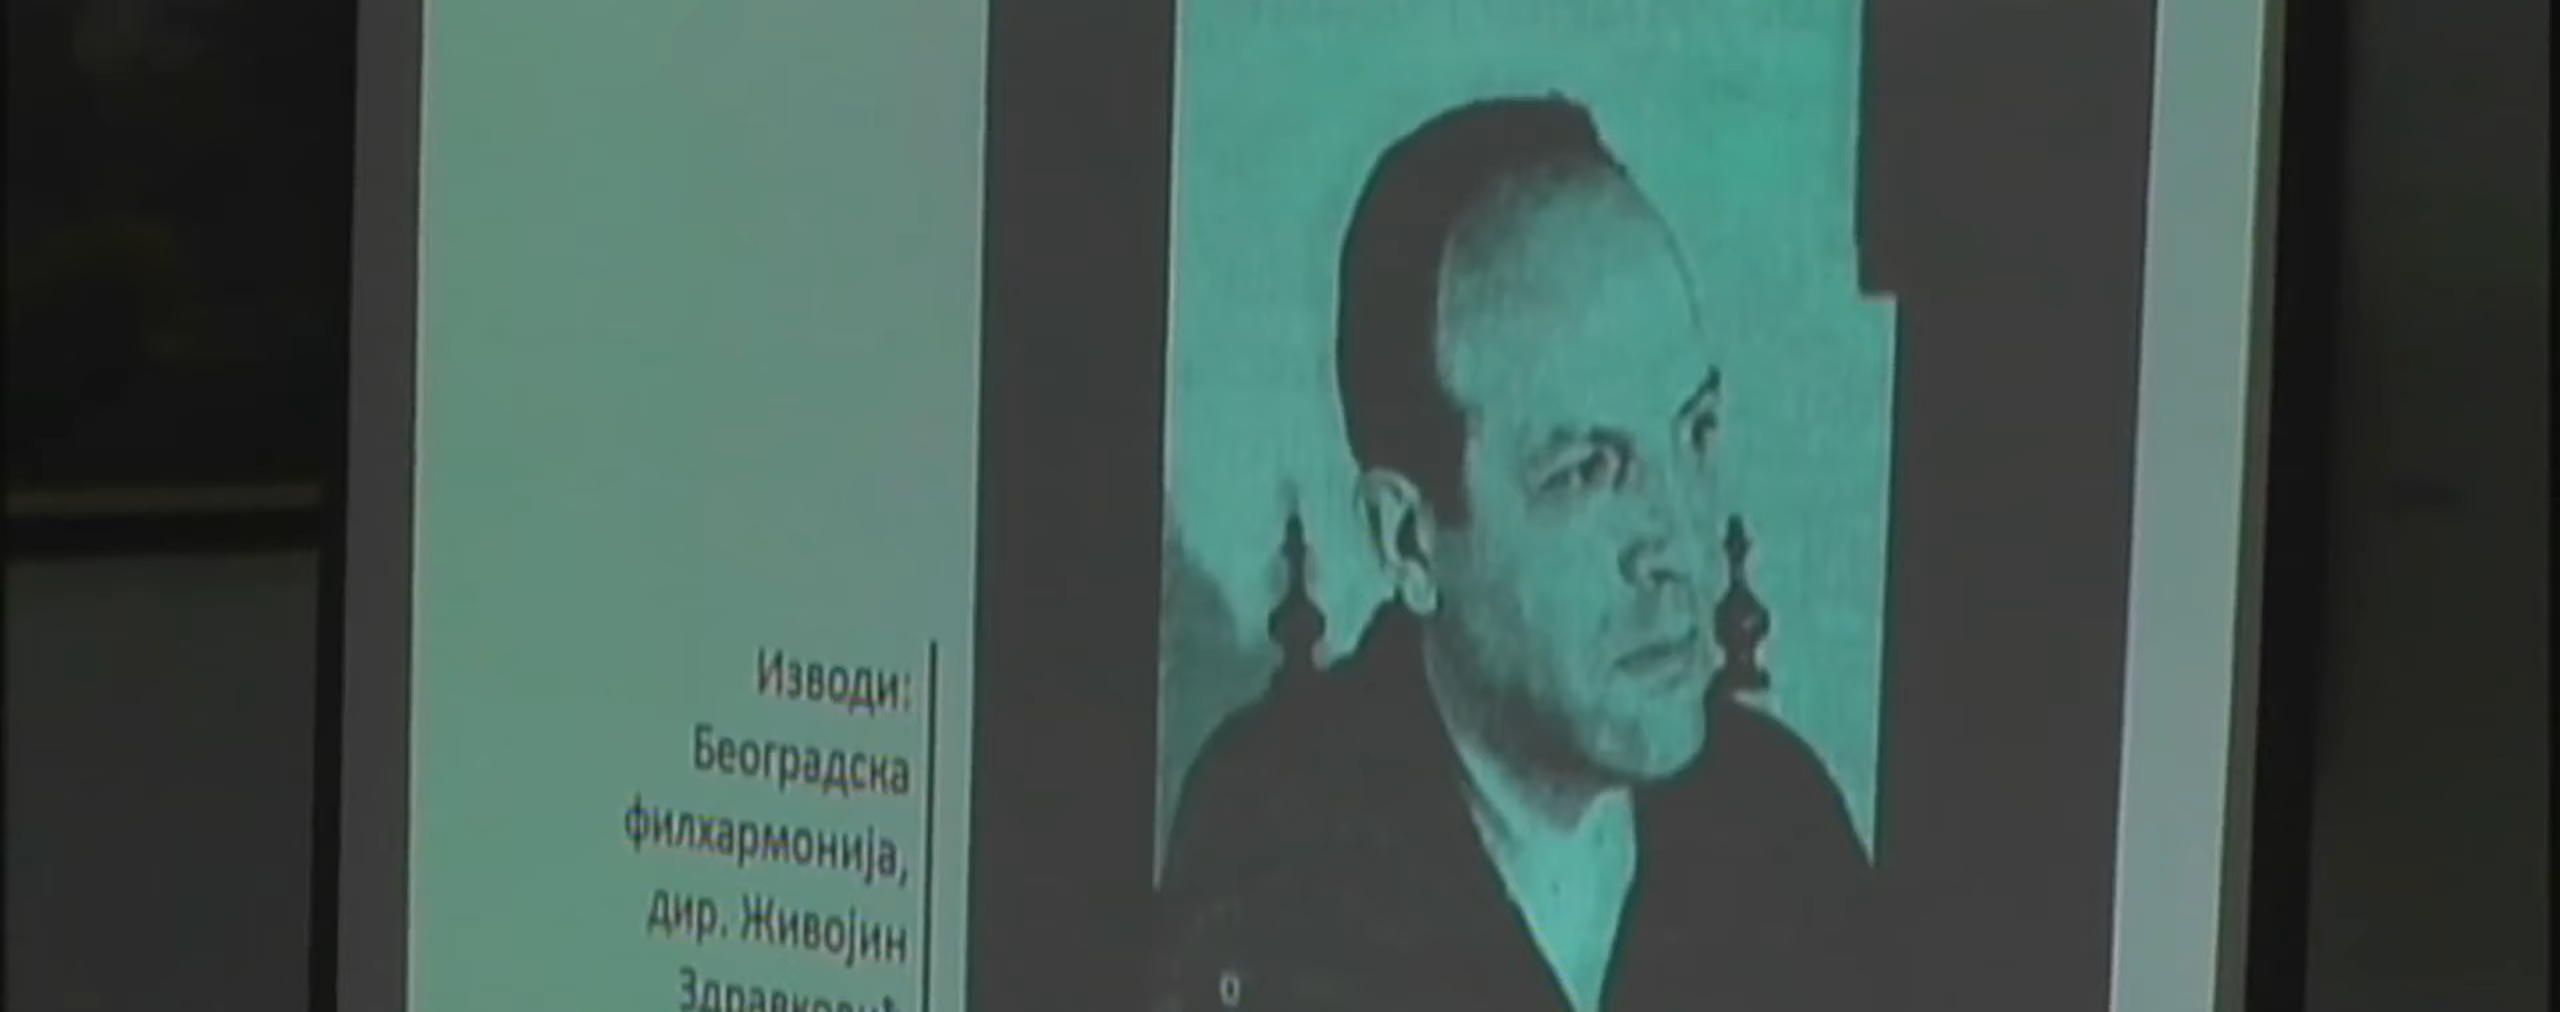 Изводи:
Београдска
филхармонија,
дир. Живојин